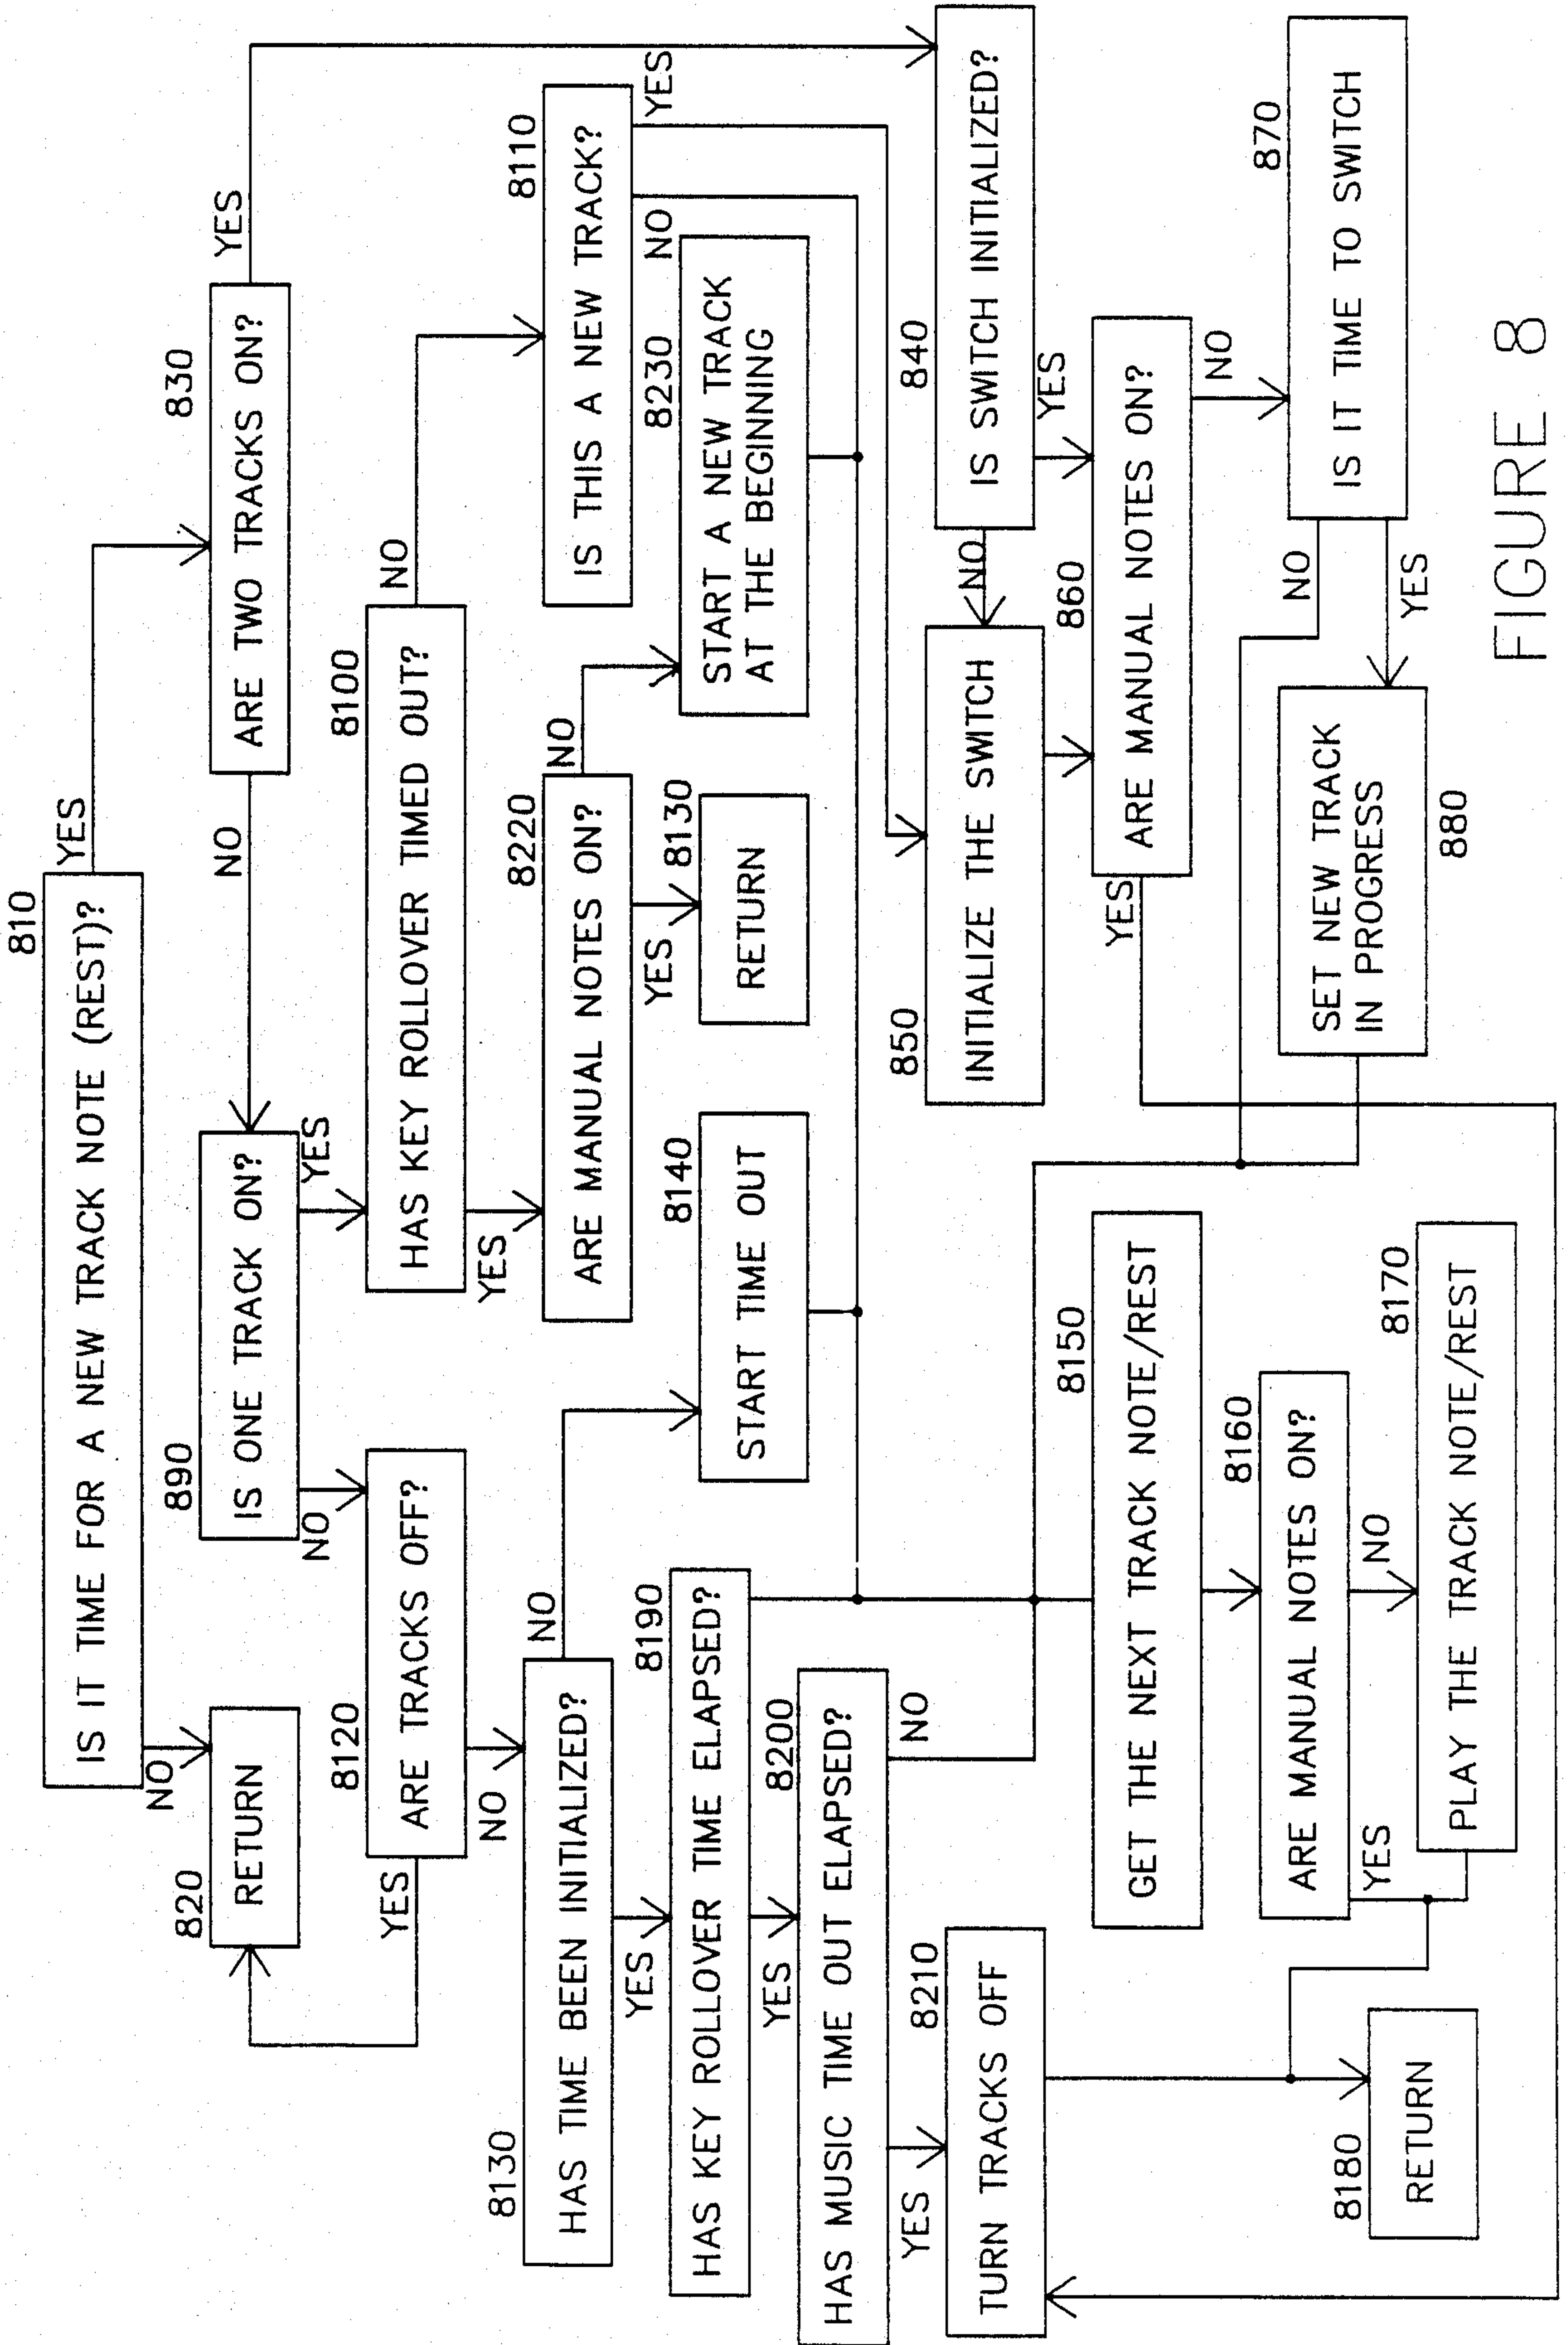 810
IS IT TIME FOR A NEW TRACK NOTE (REST)?
YES
NO
820
RETURN
830
ARE TWO TRACKS ON?
YES
NO
890
IS ONE TRACK ON?
YES
NO
8120
ARE TRACKS OFF?
YES
NO
8100
HAS KEY ROLLOVER TIMED OUT?
NO
YES
8130
HAS TIME BEEN INITIALIZED?
NO
YES
8220
ARE MANUAL NOTES ON?
NO
YES
8110
IS THIS A NEW TRACK?
YES
NO
8190
HAS KEY ROLLOVER TIME ELAPSED?
YES
8140
START TIME OUT
8130
RETURN
8230
START A NEW TRACK
AT THE BEGINNING
8200
HAS MUSIC TIME OUT ELAPSED?
NO
YES
8210
TURN TRACKS OFF
850
INITIALIZE THE SWITCH
NO
840
IS SWITCH INITIALIZED?
YES
8150
GET THE NEXT TRACK NOTE/REST
860
ARE MANUAL NOTES ON?
YES
NO
8160
ARE MANUAL NOTES ON?
YES
NO
870
IS IT TIME TO SWITCH
NO
YES
SET NEW TRACK
IN PROGRESS
880
8180
RETURN
8170
PLAY THE TRACK NOTE/REST
FIGURE 8